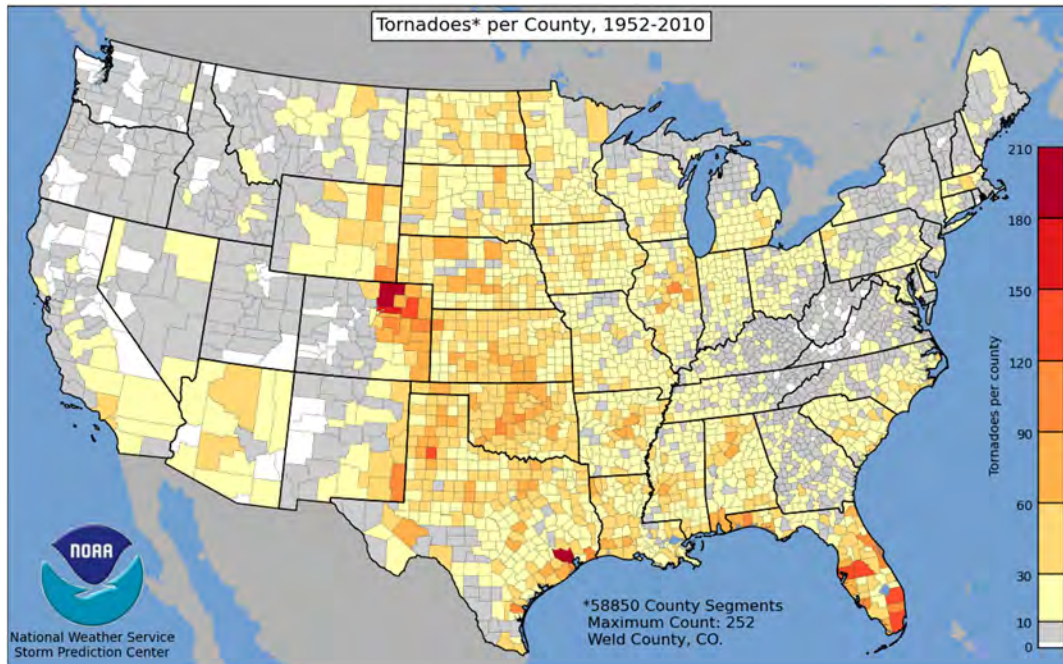 Tornadoes* per County, 1952-2010
210
180
150
120
90
60
30
10
0
Tornadoes per county
NOAA
National Weather Service
Storm Prediction Center
*58850 County Segments
Maximum Count: 252
Weld County, CO.